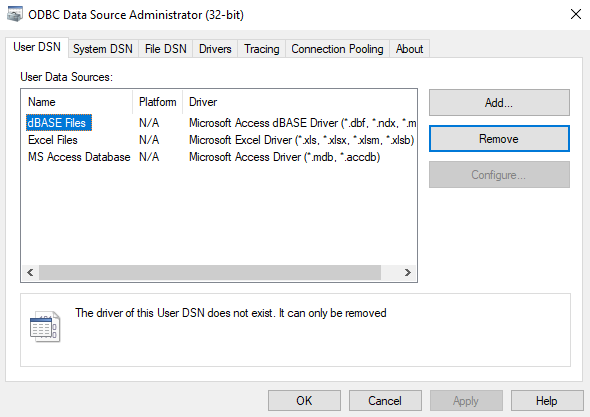 ODBC Data Source Administrator (32-bit)
User DSN System DSN File DSN Drivers Tracing Connection Pooling About
User Data Sources:
Name Platform Driver
dBASE Files N/A Microsoft Access dBASE Driver (*.dbf, *.ndx, *.m
Excel Files N/A Microsoft Excel Driver (*.xls, *.xlsx, *.xlsm, *.xlsb)
MS Access Database N/A Microsoft Access Driver (*.mdb, *.accdb)
Add...
Remove
Configure...
The driver of this User DSN does not exist. It can only be removed
OK Cancel Apply Help